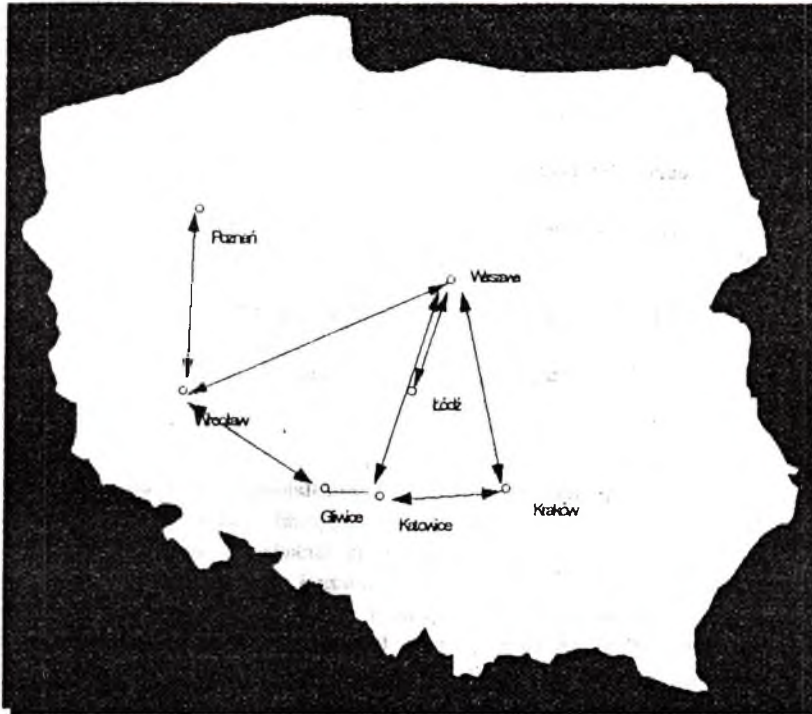 Poznań
Warszawa
Łódź
Wrocław
Gliwice
Katowice
Kraków